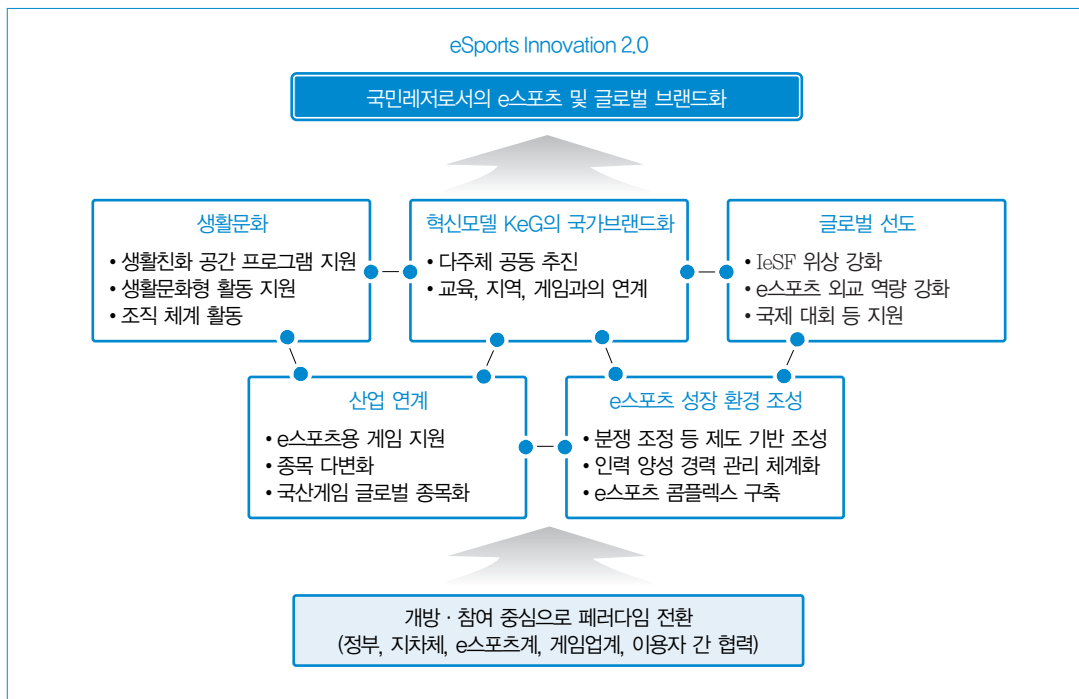 eSports Innovation 2.0
국민레저로서의 e스포츠 및 글로벌 브랜드화
생활문화
• 생활친화 공간 프로그램 지원
• 생활문화형 활동 지원
• 조직 체계 활동
혁신모델 KeG의 국가브랜드화
• 다주체 공동 추진
• 교육, 지역, 게임과의 연계
글로벌 선도
• IeSF 위상 강화
• e스포츠 외교 역량 강화
• 국제 대회 등 지원
산업 연계
• e스포츠용 게임 지원
• 종목 다변화
• 국산게임 글로벌 종목화
e스포츠 성장 환경 조성
• 분쟁 조정 등 제도 기반 조성
• 인력 양성 경력 관리 체계화
• e스포츠 콤플렉스 구축
개방 · 참여 중심으로 페러다임 전환
(정부, 지차체, e스포츠계, 게임업계, 이용자 간 협력)